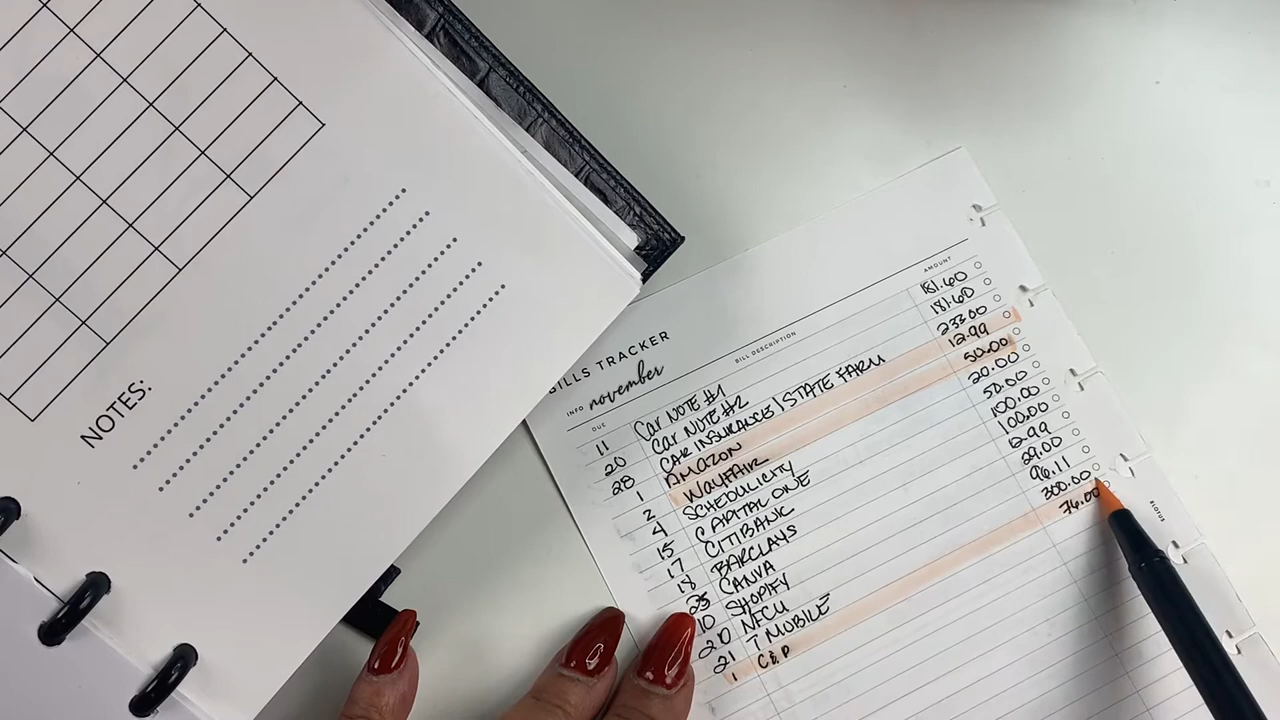 NOTES:
BILLS TRACKER
INFO november
DUE BILL DESCRIPTION AMOUNT
11 Car NOTE #1 181.60
20 Car NOTE #2 181.60
28 CAR INSURANCE | STATE FARM 233.00
1 AMAZON 12.99
2 WAYFAIR 50.00
4 SCHEDULICITY 20.00
15 CAPITAL ONE 50.00
17 CITIBANK 100.00
18 BARCLAYS 100.00
25 CANVA 12.99
10 SHOPIFY 29.00
20 NFCU 96.11
21 T MOBILE 300.00
1 C&P 76.00